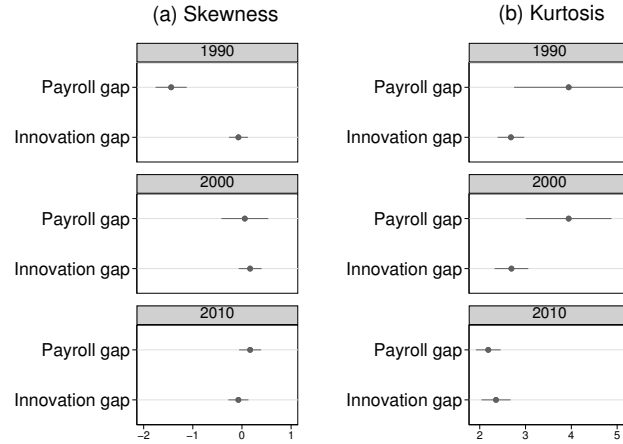 (a) Skewness
1990
Payroll gap
Innovation gap
2000
Payroll gap
Innovation gap
2010
Payroll gap
Innovation gap
-2 -1 0 1
(b) Kurtosis
1990
Payroll gap
Innovation gap
2000
Payroll gap
Innovation gap
2010
Payroll gap
Innovation gap
2 3 4 5